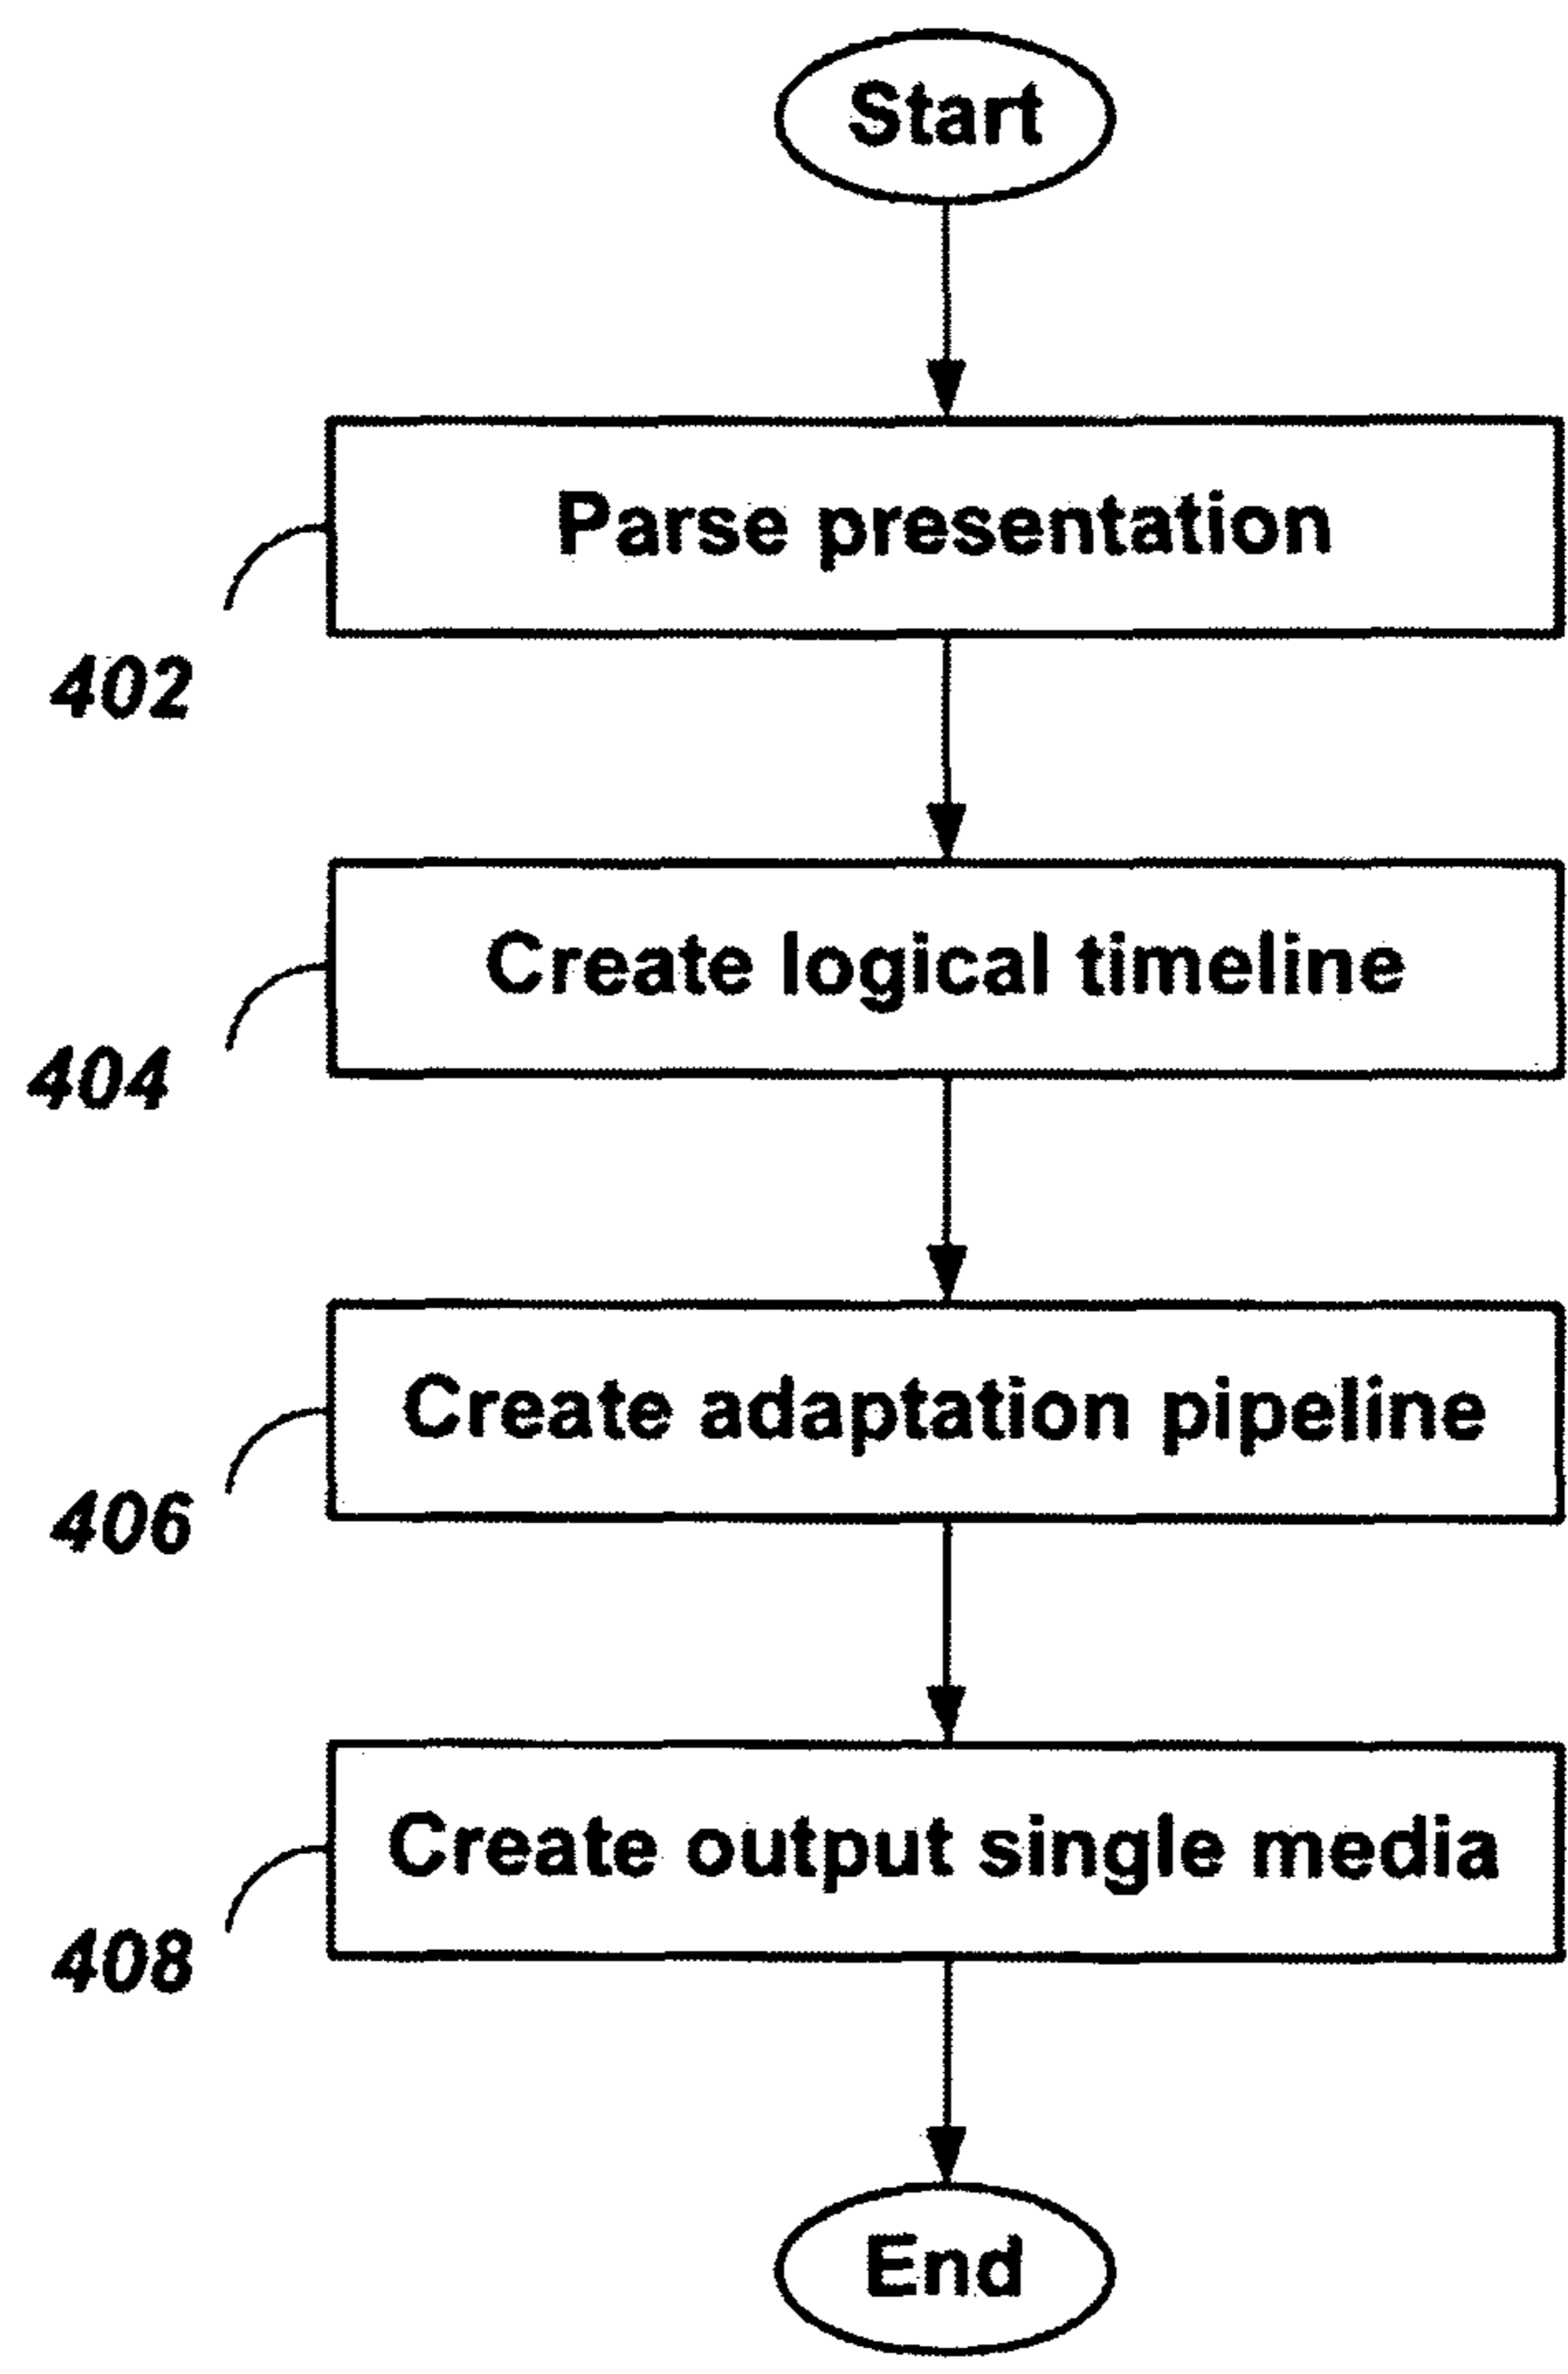 Start
Parse presentation
402
Create logical timeline
404
Create adaptation pipeline
406
Create output single media
408
End